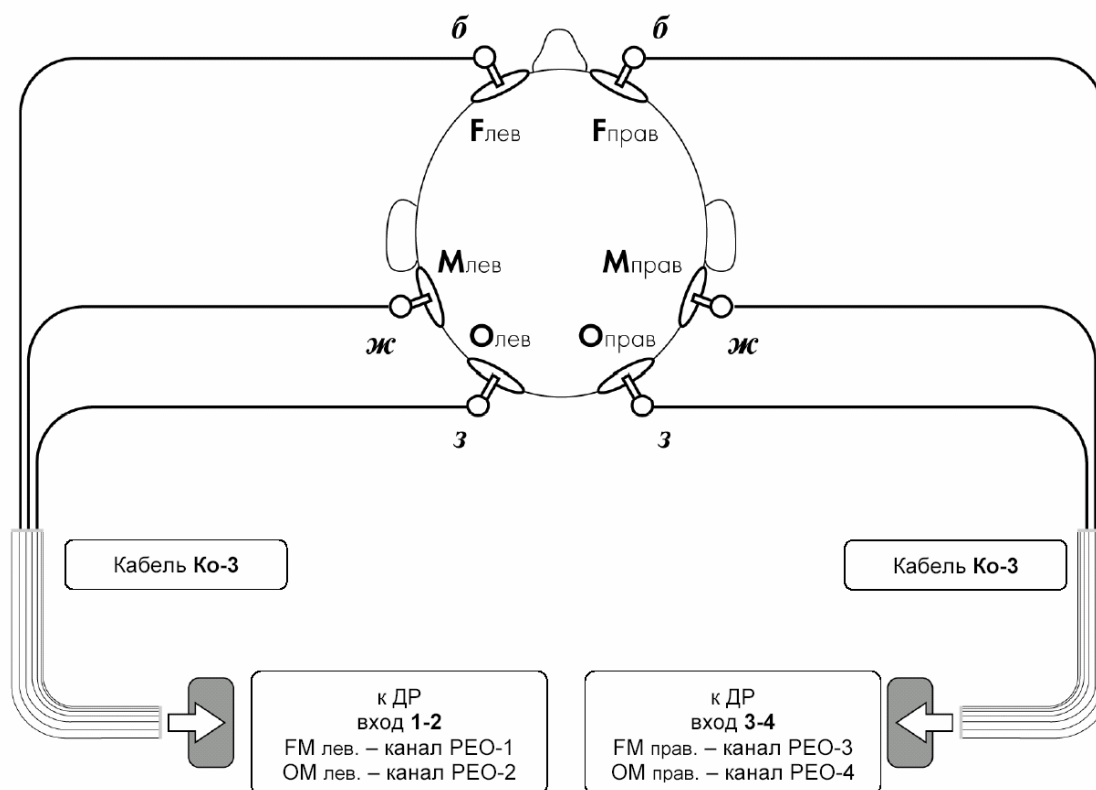 б б
Fлев Fправ
Mлев Mправ
Oлев Oправ
ж ж
з з
Кабель Ко-3
Кабель Ко-3
к ДР
вход 1-2
FM лев. – канал РЕО-1
OM лев. – канал РЕО-2
к ДР
вход 3-4
FM прав. – канал РЕО-3
OM прав. – канал РЕО-4